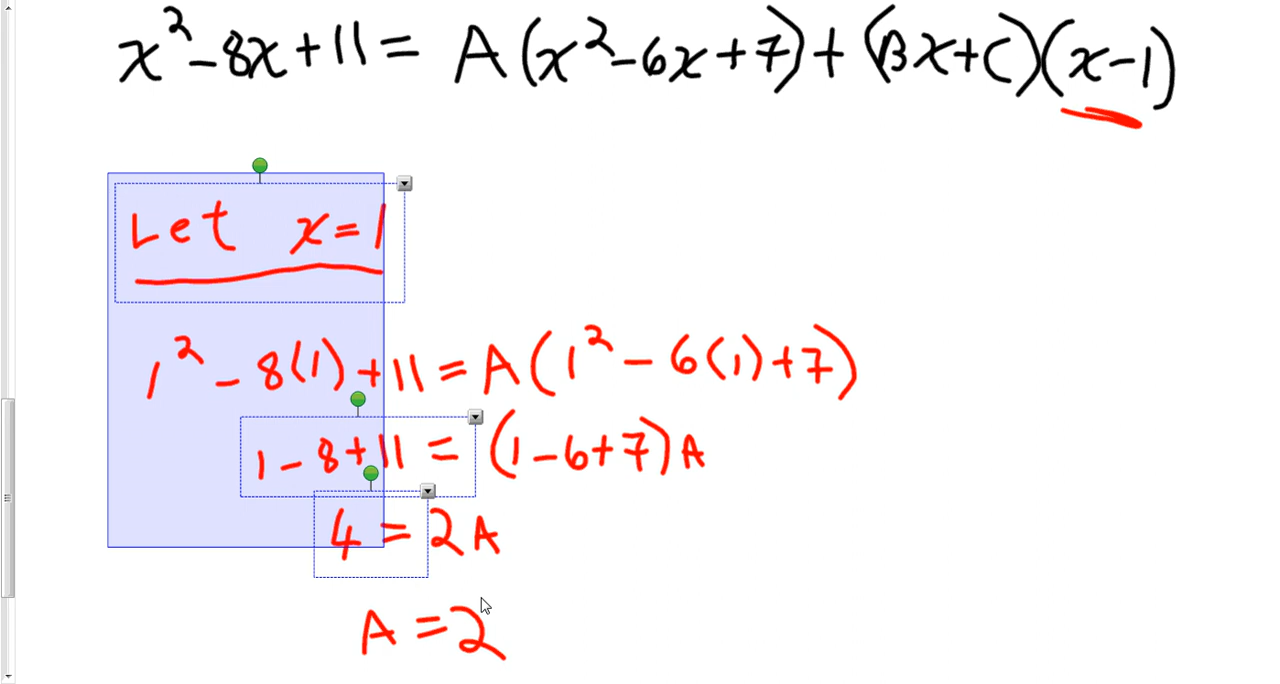 x²-8x+11 = A(x²-6x+7)+(Bx+C)(x-1)
Let x=1
1²-8(1)+11=A(1²-6(1)+7)
1-8+11 = (1-6+7)A
4 = 2A
A = 2